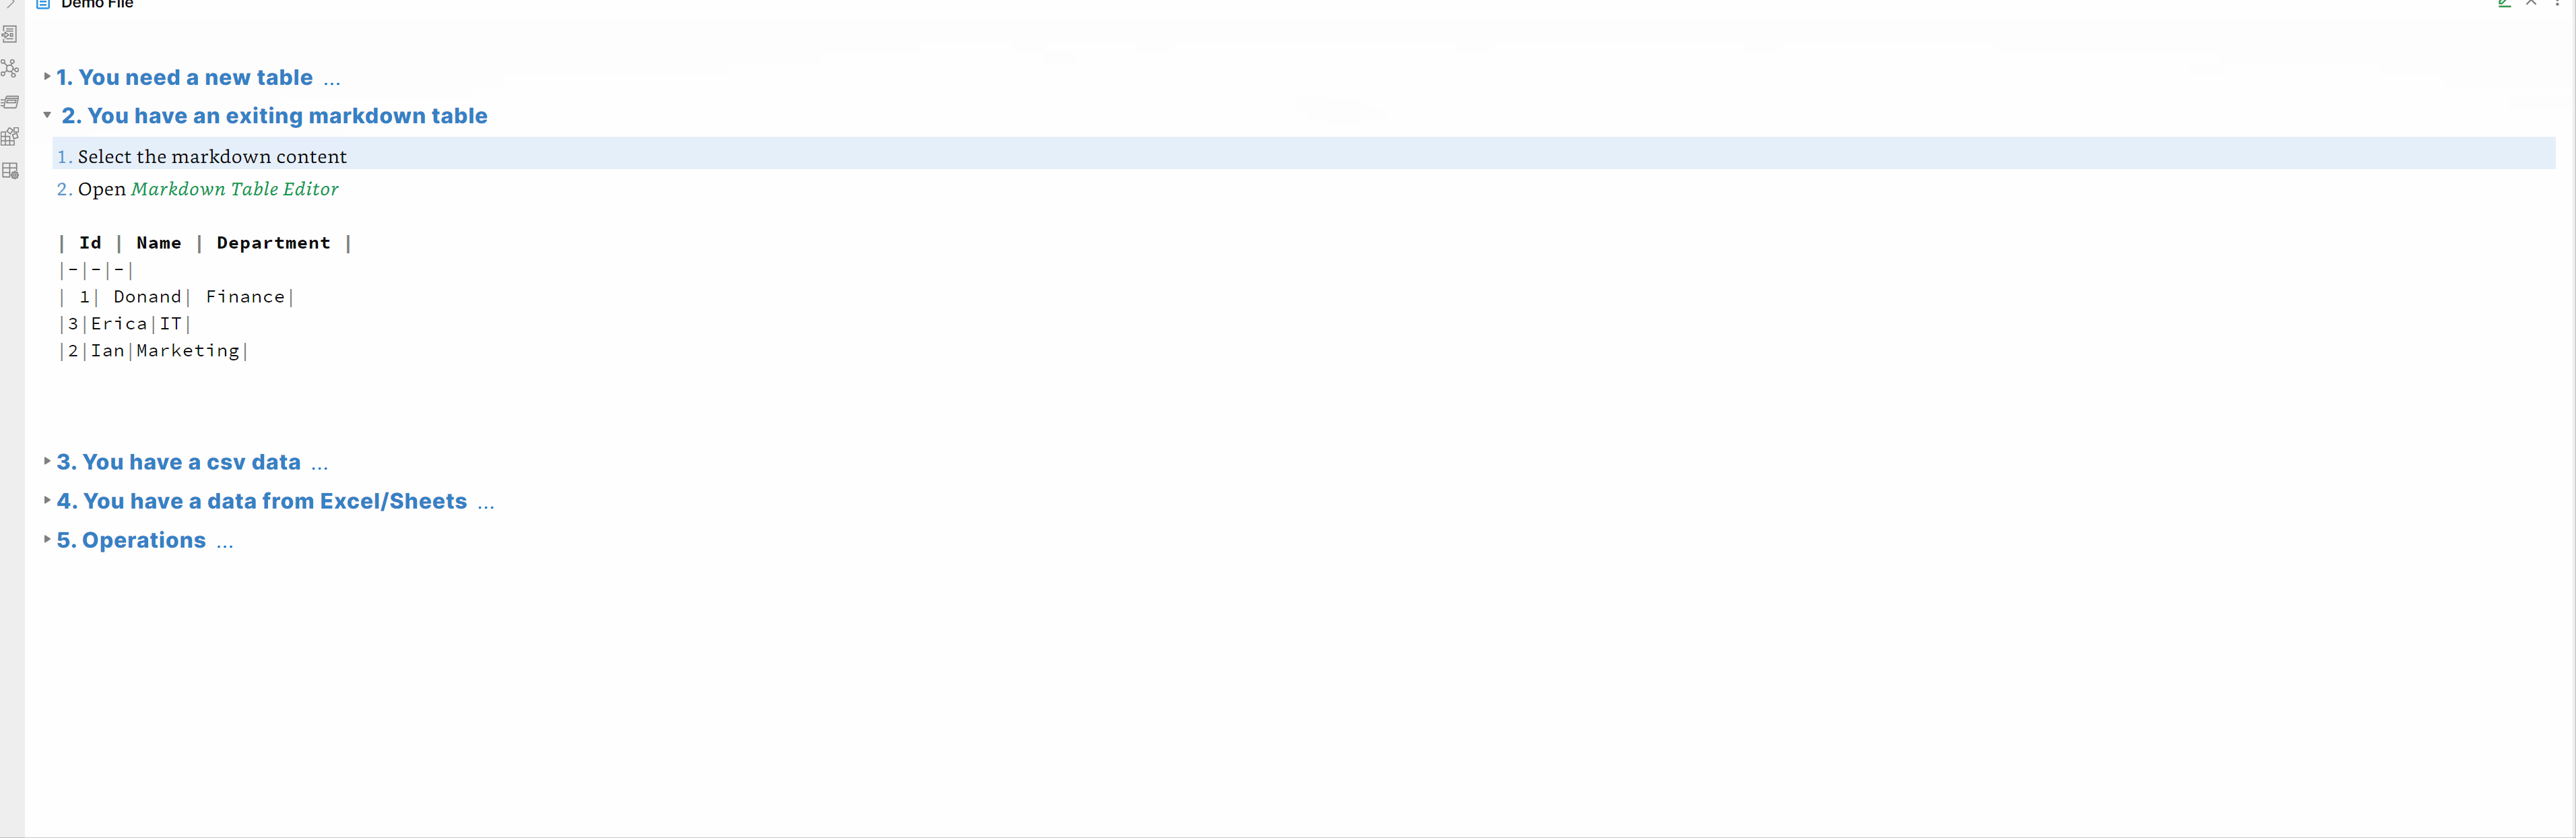 Demo File
1. You need a new table ...
2. You have an exiting markdown table
1. Select the markdown content
2. Open Markdown Table Editor
| Id | Name | Department |
|-|-|-|
| 1| Donand| Finance|
|3|Erica|IT|
|2|Ian|Marketing|
3. You have a csv data ...
4. You have a data from Excel/Sheets ...
5. Operations ...